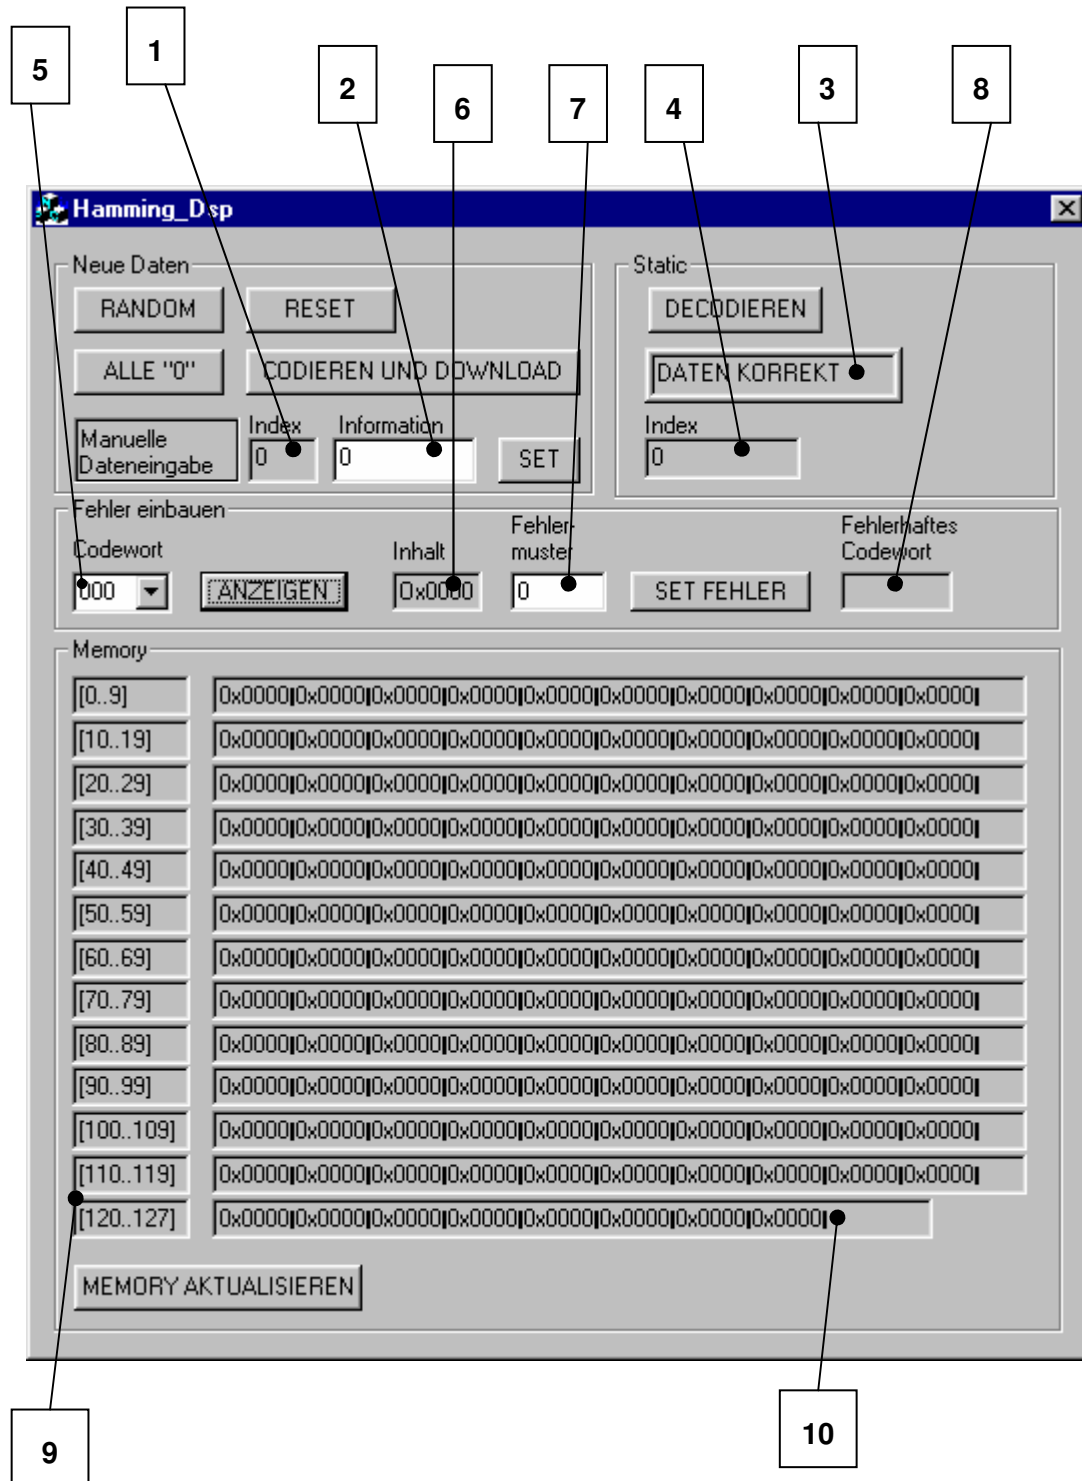 1
5
2
6
7
4
3
8
Hamming_Dsp
Neue Daten
Static
RANDOM
RESET
DECODIEREN
ALLE "0"
CODIEREN UND DOWNLOAD
DATEN KORREKT
Manuelle
Dateneingabe
Index
Information
0
0
SET
Index
0
Fehler einbauen
Codewort
Inhalt
Fehler-
muster
Fehlerhaftes
Codewort
000
ANZEIGEN
0x0000
0
SET FEHLER
Memory
[0..9] 0x0000|0x0000|0x0000|0x0000|0x0000|0x0000|0x0000|0x0000|0x0000|0x0000|
[10..19] 0x0000|0x0000|0x0000|0x0000|0x0000|0x0000|0x0000|0x0000|0x0000|0x0000|
[20..29] 0x0000|0x0000|0x0000|0x0000|0x0000|0x0000|0x0000|0x0000|0x0000|0x0000|
[30..39] 0x0000|0x0000|0x0000|0x0000|0x0000|0x0000|0x0000|0x0000|0x0000|0x0000|
[40..49] 0x0000|0x0000|0x0000|0x0000|0x0000|0x0000|0x0000|0x0000|0x0000|0x0000|
[50..59] 0x0000|0x0000|0x0000|0x0000|0x0000|0x0000|0x0000|0x0000|0x0000|0x0000|
[60..69] 0x0000|0x0000|0x0000|0x0000|0x0000|0x0000|0x0000|0x0000|0x0000|0x0000|
[70..79] 0x0000|0x0000|0x0000|0x0000|0x0000|0x0000|0x0000|0x0000|0x0000|0x0000|
[80..89] 0x0000|0x0000|0x0000|0x0000|0x0000|0x0000|0x0000|0x0000|0x0000|0x0000|
[90..99] 0x0000|0x0000|0x0000|0x0000|0x0000|0x0000|0x0000|0x0000|0x0000|0x0000|
[100..109] 0x0000|0x0000|0x0000|0x0000|0x0000|0x0000|0x0000|0x0000|0x0000|0x0000|
[110..119] 0x0000|0x0000|0x0000|0x0000|0x0000|0x0000|0x0000|0x0000|0x0000|0x0000|
[120..127] 0x0000|0x0000|0x0000|0x0000|0x0000|0x0000|0x0000|0x0000|
MEMORY AKTUALISIEREN
9
10